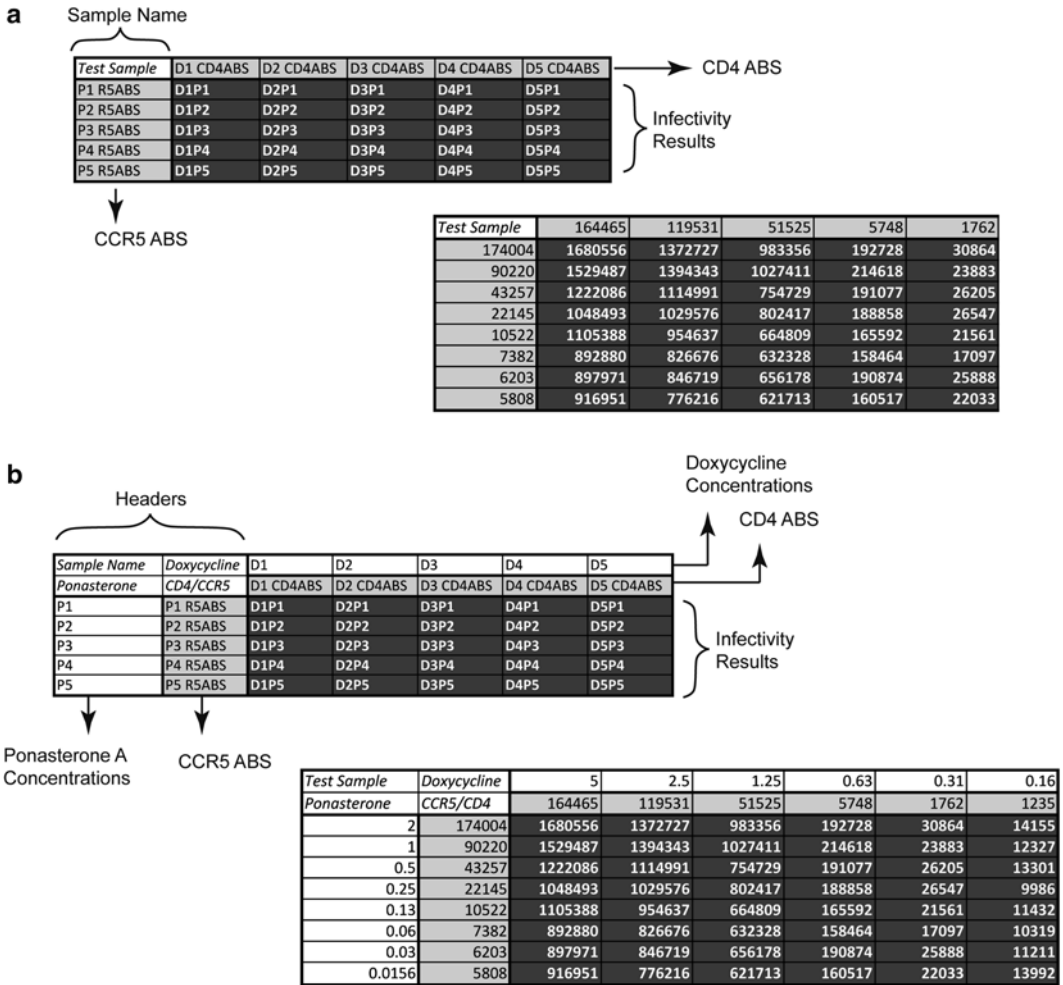 a
Sample Name
Test Sample D1 CD4ABS D2 CD4ABS D3 CD4ABS D4 CD4ABS D5 CD4ABS
CD4 ABS
P1 R5ABS D1P1 D2P1 D3P1 D4P1 D5P1
P2 R5ABS D1P2 D2P2 D3P2 D4P2 D5P2
P3 R5ABS D1P3 D2P3 D3P3 D4P3 D5P3
P4 R5ABS D1P4 D2P4 D3P4 D4P4 D5P4
P5 R5ABS D1P5 D2P5 D3P5 D4P5 D5P5
Infectivity
Results
CCR5 ABS
Test Sample 164465 119531 51525 5748 1762
174004 1680556 1372727 983356 192728 30864
90220 1529487 1394343 1027411 214618 23883
43257 1222086 1114991 754729 191077 26205
22145 1048493 1029576 802417 188858 26547
10522 1105388 954637 664809 165592 21561
7382 892880 826676 632328 158464 17097
6203 897971 846719 656178 190874 25888
5808 916951 776216 621713 160517 22033
b
Headers
Doxycycline
Concentrations
CD4 ABS
Sample Name Doxycycline D1 D2 D3 D4 D5
Ponasterone CD4/CCR5 D1 CD4ABS D2 CD4ABS D3 CD4ABS D4 CD4ABS D5 CD4ABS
P1 P1 R5ABS D1P1 D2P1 D3P1 D4P1 D5P1
P2 P2 R5ABS D1P2 D2P2 D3P2 D4P2 D5P2
P3 P3 R5ABS D1P3 D2P3 D3P3 D4P3 D5P3
P4 P4 R5ABS D1P4 D2P4 D3P4 D4P4 D5P4
P5 P5 R5ABS D1P5 D2P5 D3P5 D4P5 D5P5
Infectivity
Results
Ponasterone A
Concentrations
CCR5 ABS
Test Sample Doxycycline 5 2.5 1.25 0.63 0.31 0.16
Ponasterone CCR5/CD4 164465 119531 51525 5748 1762 1235
2 174004 1680556 1372727 983356 192728 30864 14155
1 90220 1529487 1394343 1027411 214618 23883 12327
0.5 43257 1222086 1114991 754729 191077 26205 13301
0.25 22145 1048493 1029576 802417 188858 26547 9986
0.13 10522 1105388 954637 664809 165592 21561 11432
0.06 7382 892880 826676 632328 158464 17097 10319
0.03 6203 897971 846719 656178 190874 25888 11211
0.0156 5808 916951 776216 621713 160517 22033 13992